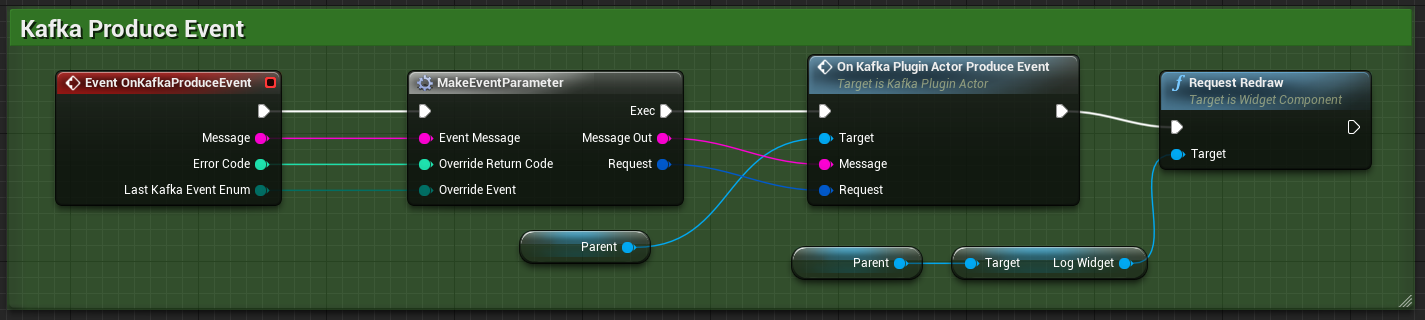 Kafka Produce Event
Event OnKafkaProduceEvent
Message
Error Code
Last Kafka Event Enum
MakeEventParameter
Exec
Event Message
Message Out
Override Return Code
Request
Override Event
On Kafka Plugin Actor Produce Event
Target is Kafka Plugin Actor
Target
Message
Request
Request Redraw
Target is Widget Component
Target
Parent
Parent
Target
Log Widget